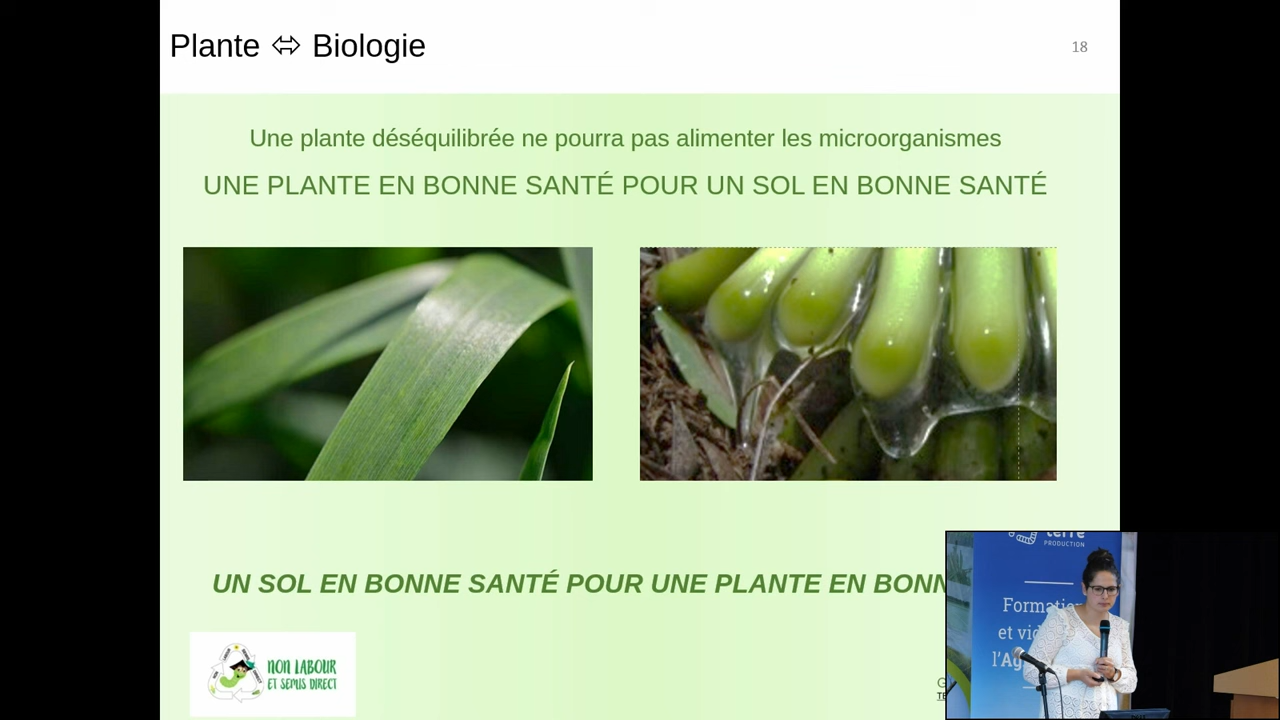 Plante ⬄ Biologie
18
Une plante déséquilibrée ne pourra pas alimenter les microorganismes
UNE PLANTE EN BONNE SANTÉ POUR UN SOL EN BONNE SANTÉ
UN SOL EN BONNE SANTÉ POUR UNE PLANTE EN BONN
NON LABOUR
ET SEMIS DIRECT
terre
PRODUCTION
Formatio
et vid
l'Ag